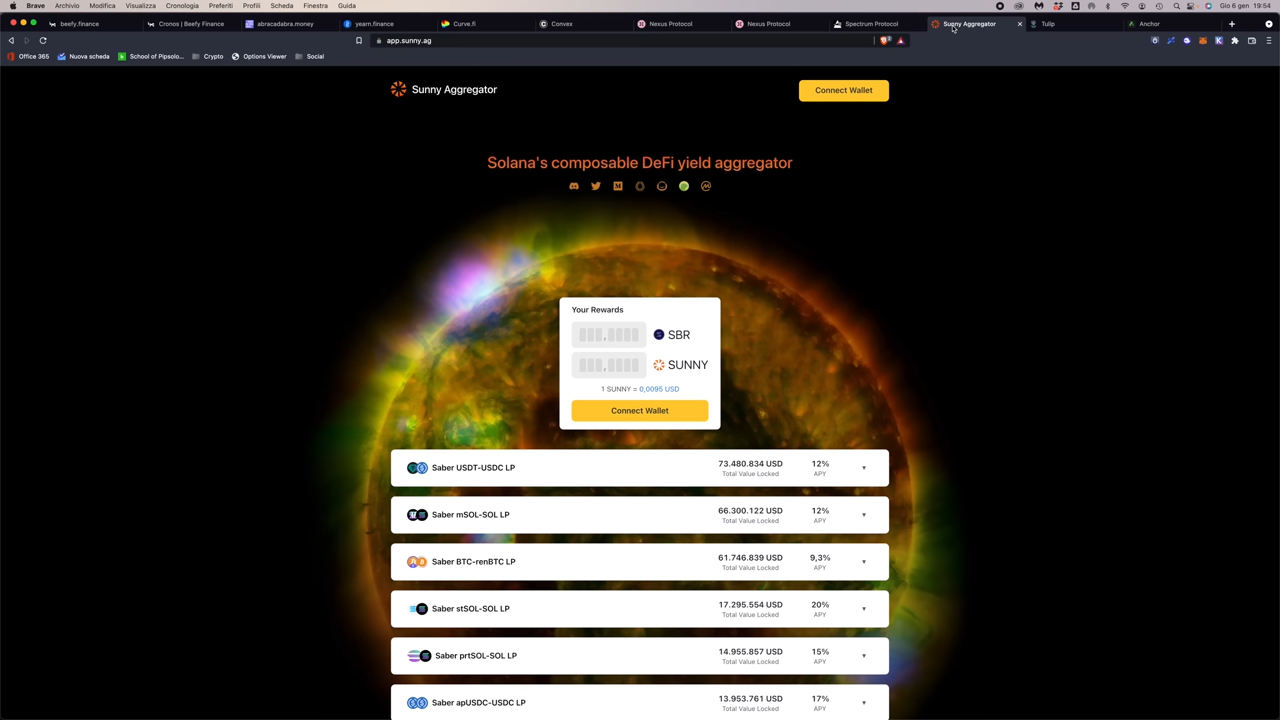 Brave Archivio Modifica Visualizza Cronologia Preferiti Profili Scheda Finestra Guida Gio 6 gen 19:54
beefy.finance Cronos | Beefy Finance abracadabra.money yearn.finance Curve.fi Convex Nexus Protocol Nexus Protocol Spectrum Protocol Sunny Aggregator Tulip Anchor
app.sunny.ag
Office 365 Nuova scheda School of Pipsolo... Crypto Options Viewer Social
Sunny Aggregator
Connect Wallet
Solana's composable DeFi yield aggregator
Your Rewards
SBR
SUNNY
1 SUNNY = 0,0095 USD
Connect Wallet
Saber USDT-USDC LP 73.480.834 USD 12%
Total Value Locked APY
Saber mSOL-SOL LP 66.300.122 USD 12%
Total Value Locked APY
Saber BTC-renBTC LP 61.746.839 USD 9,3%
Total Value Locked APY
Saber stSOL-SOL LP 17.295.554 USD 20%
Total Value Locked APY
Saber prtSOL-SOL LP 14.955.857 USD 15%
Total Value Locked APY
Saber apUSDC-USDC LP 13.953.761 USD 17%
Total Value Locked APY